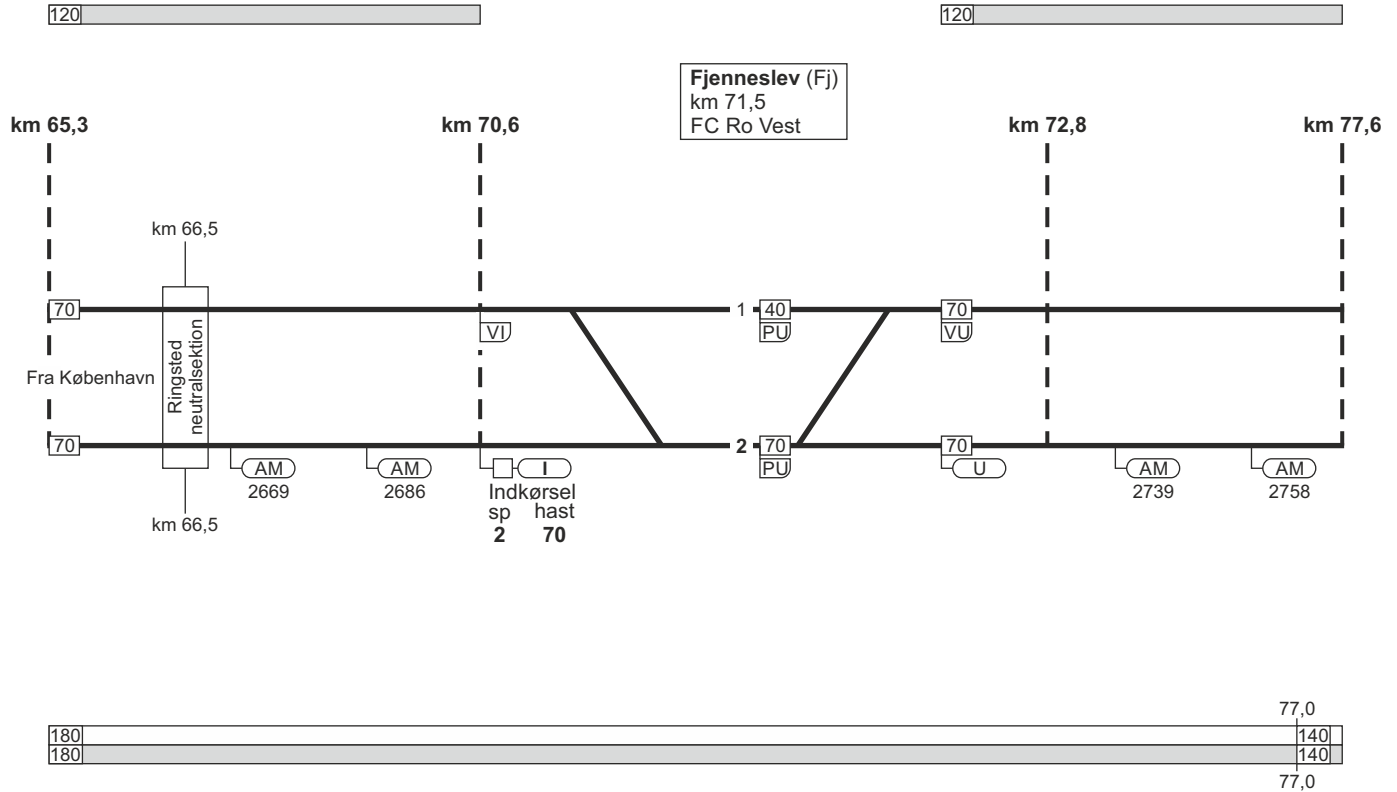 120
120
Fjenneslev (Fj)
km 71,5
FC Ro Vest
km 65,3
km 70,6
km 72,8
km 77,6
km 66,5
70
1
40
70
VI
PU
VU
Fra København
Ringsted
neutralsektion
70
2
70
70
AM
2669
AM
2686
I
Indkørsel
sp hast
2 70
PU
U
AM
2739
AM
2758
km 66,5
77,0
180
140
180
140
77,0